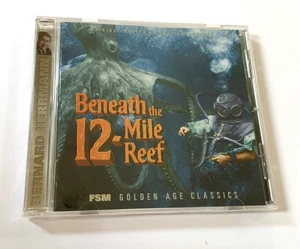 Beneath the
12-Mile
Reef
FSM GOLDEN AGE CLASSICS
BERNARD HERRMANN